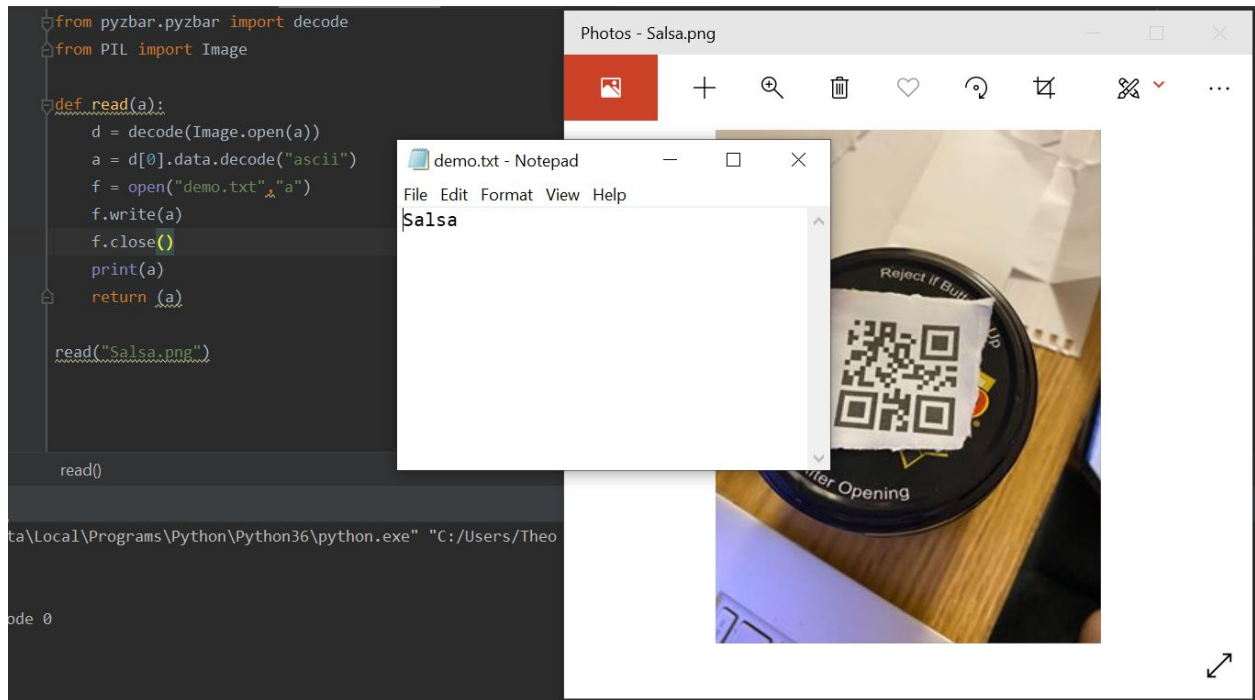 from pyzbar.pyzbar import decode
from PIL import Image
def read(a):
d = decode(Image.open(a))
a = d[0].data.decode("ascii")
f = open("demo.txt","a")
f.write(a)
f.close()
print(a)
return (a)
read("Salsa.png")
read()
ta\Local\Programs\Python\Python36\python.exe" "C:/Users/Theo
ode 0
demo.txt - Notepad
File Edit Format View Help
Salsa
Photos - Salsa.png
Reject if
Up
After Opening